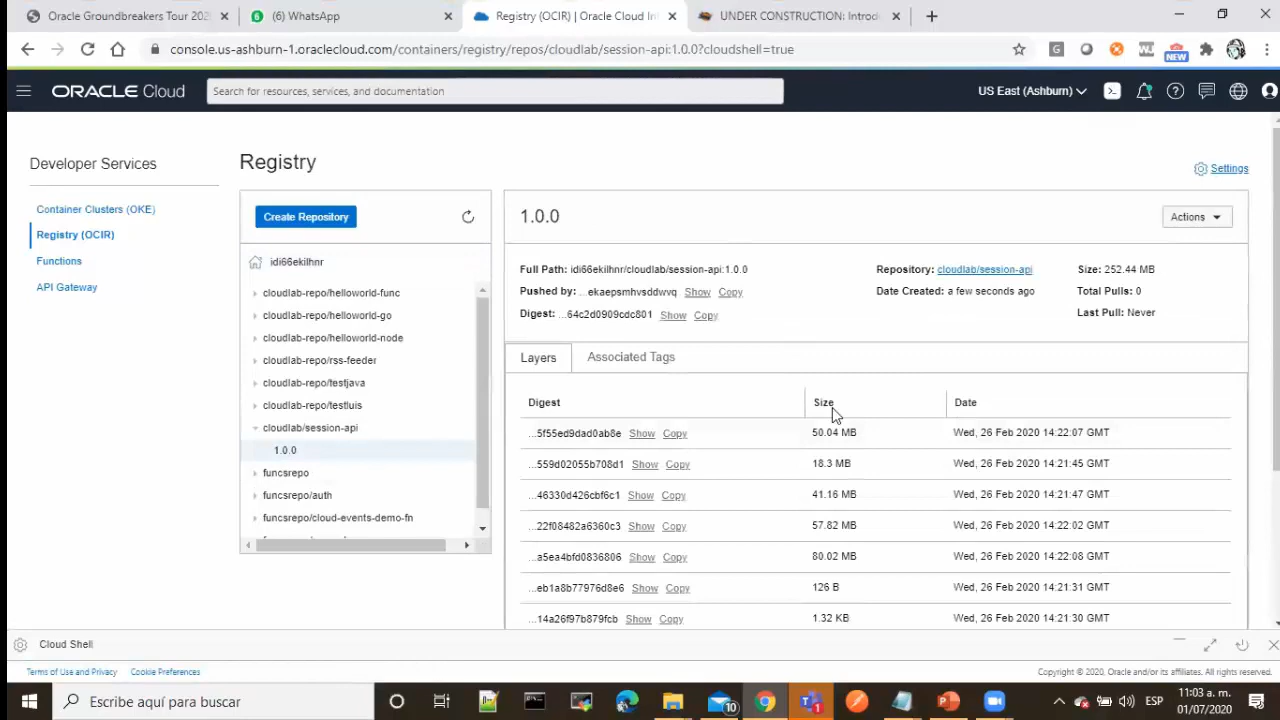 Oracle Groundbreakers Tour 202
(6) WhatsApp
Registry (OCIR) | Oracle Cloud In
UNDER CONSTRUCTION: Introdu
console.us-ashburn-1.oraclecloud.com/containers/registry/repos/cloudlab/session-api:1.0.0?cloudshell=true
NEW
ORACLE Cloud
Search for resources, services, and documentation
US East (Ashburn)
Developer Services
Container Clusters (OKE)
Registry (OCIR)
Functions
API Gateway
Registry
Settings
Create Repository
idi66ekilhnr
cloudlab-repo/helloworld-func
cloudlab-repo/helloworld-go
cloudlab-repo/helloworld-node
cloudlab-repo/rss-feeder
cloudlab-repo/testjava
cloudlab-repo/testluis
cloudlab/session-api
1.0.0
funcsrepo
funcsrepo/auth
funcsrepo/cloud-events-demo-fn
1.0.0
Actions
Full Path: idi66ekilhnr/cloudlab/session-api:1.0.0
Pushed by: ...ekaepsmhvsddwvq Show Copy
Digest: ...64c2d0909cdc801 Show Copy
Repository: cloudlab/session-api
Date Created: a few seconds ago
Size: 252.44 MB
Total Pulls: 0
Last Pull: Never
Layers Associated Tags
Digest Size Date
...5f55ed9dad0ab8e Show Copy 50.04 MB Wed, 26 Feb 2020 14:22:07 GMT
...559d02055b708d1 Show Copy 18.3 MB Wed, 26 Feb 2020 14:21:45 GMT
...46330d426cbf6c1 Show Copy 41.16 MB Wed, 26 Feb 2020 14:21:47 GMT
...22f08482a6360c3 Show Copy 57.82 MB Wed, 26 Feb 2020 14:22:02 GMT
...a5ea4bfd0836806 Show Copy 80.02 MB Wed, 26 Feb 2020 14:22:08 GMT
...eb1a8b77976d8e6 Show Copy 126 B Wed, 26 Feb 2020 14:21:31 GMT
...14a26f97b879fcb Show Copy 1.32 KB Wed, 26 Feb 2020 14:21:30 GMT
Cloud Shell
Terms of Use and Privacy Cookie Preferences
Copyright © 2020, Oracle and/or its affiliates. All rights reserved.
Escribe aquí para buscar
10
ESP
11:03 a. m.
01/07/2020